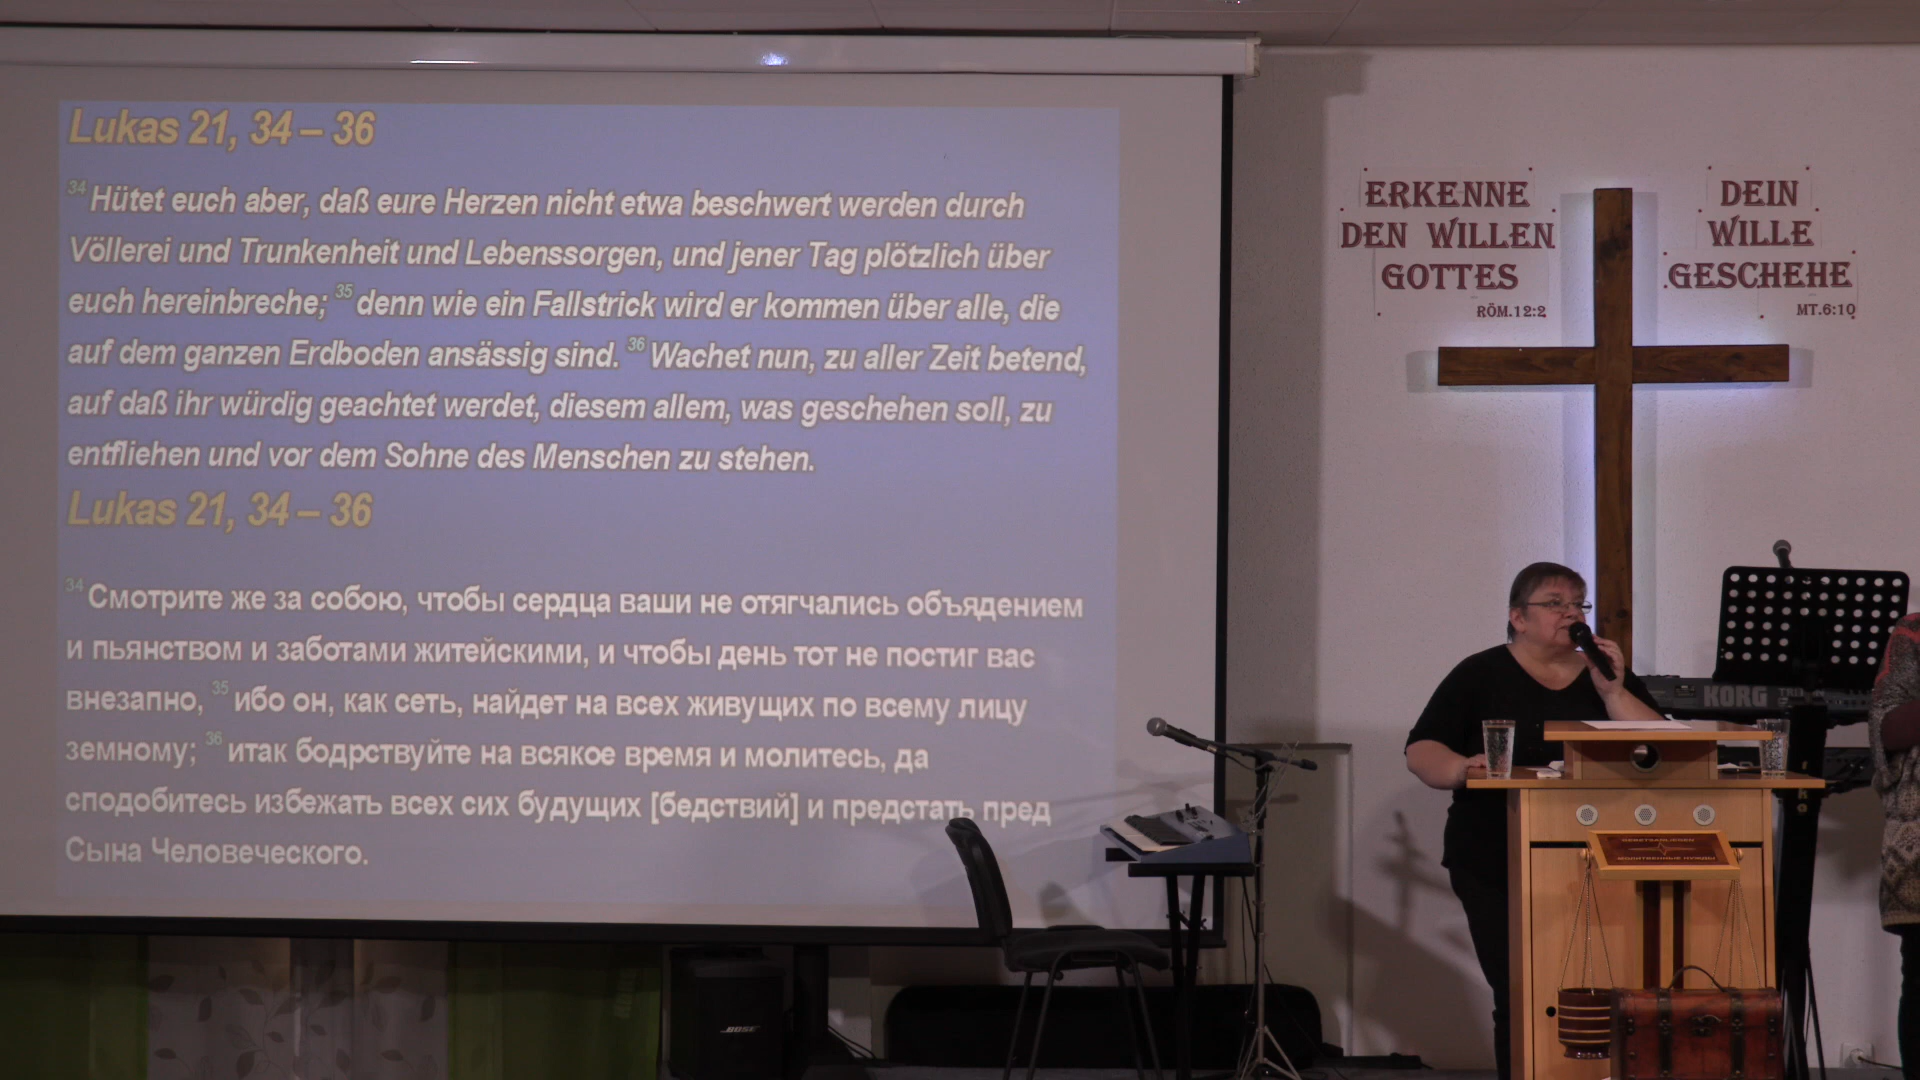 Lukas 21, 34 – 36
34 Hütet euch aber, daß eure Herzen nicht etwa beschwert werden durch
Völlerei und Trunkenheit und Lebenssorgen, und jener Tag plötzlich über
euch hereinbreche; 35 denn wie ein Fallstrick wird er kommen über alle, die
auf dem ganzen Erdboden ansässig sind. 36 Wachet nun, zu aller Zeit betend,
auf daß ihr würdig geachtet werdet, diesem allem, was geschehen soll, zu
entfliehen und vor dem Sohne des Menschen zu stehen.
Lukas 21, 34 – 36
34 Смотрите же за собою, чтобы сердца ваши не отягчались объядением
и пьянством и заботами житейскими, и чтобы день тот не постиг вас
внезапно, 35 ибо он, как сеть, найдет на всех живущих по всему лицу
земному; 36 итак бодрствуйте на всякое время и молитесь, да
сподобитесь избежать всех сих будущих [бедствий] и предстать пред
Сына Человеческого.
ERKENNE
DEN WILLEN
GOTTES
RÖM.12:2
DEIN
WILLE
GESCHEHE
MT.6:10
KORG
BOSE
GEBETSANLIEGEN
МОЛИТВЕННЫЕ НУЖДЫ